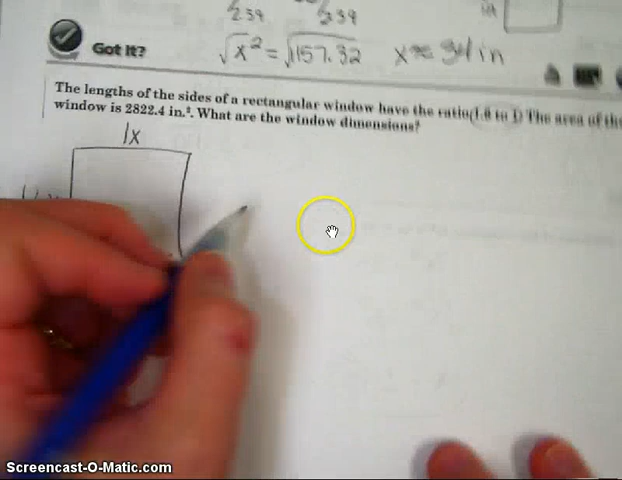 239 239
Got It?
√x² = √157.32 x ≈ 34 in
The lengths of the sides of a rectangular window have the ratio to 1 The area of the
window is 2822.4 in.². What are the window dimensions?
1x
Screencast-O-Matic.com